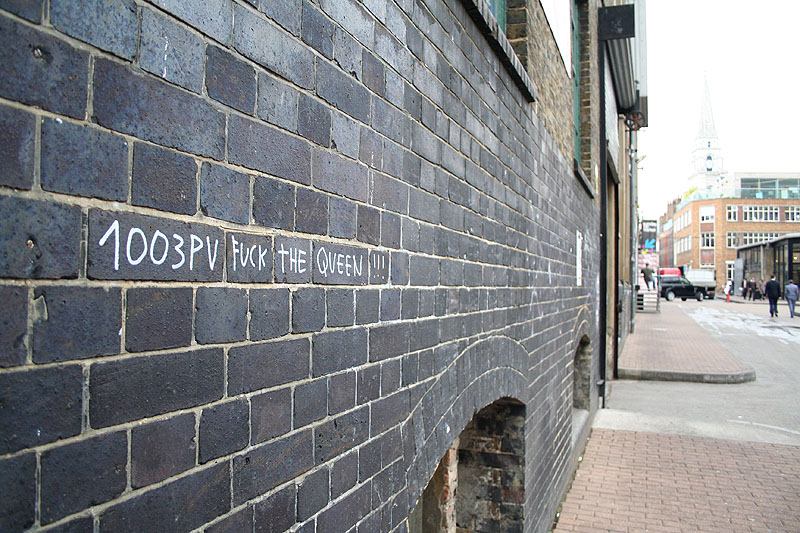 1003PV FUCK THE QUEEN !!!